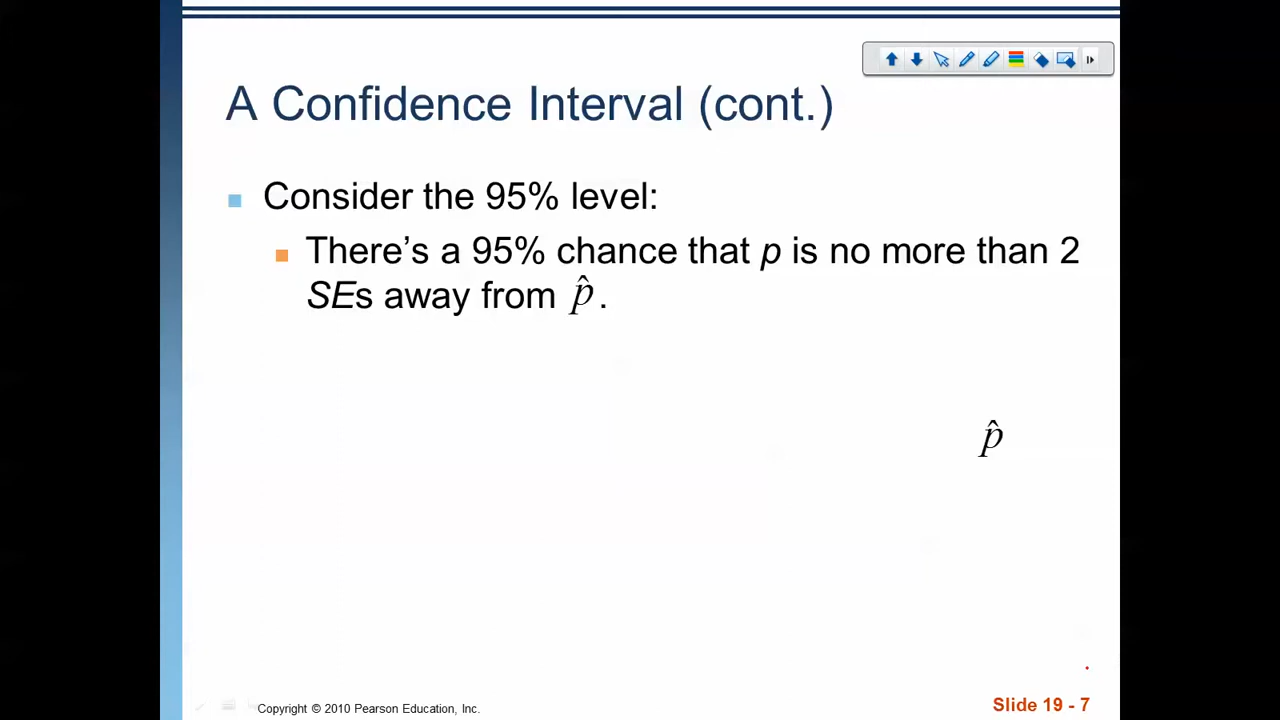 A Confidence Interval (cont.)
Consider the 95% level:
There’s a 95% chance that p is no more than 2
SEs away from p̂ .
p̂
Copyright © 2010 Pearson Education, Inc.
Slide 19 - 7